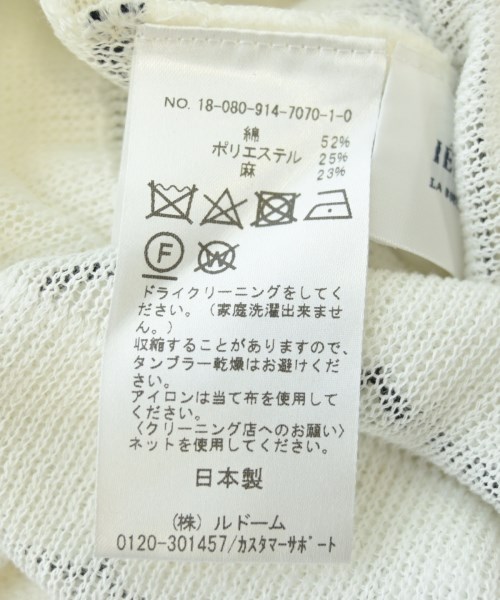 NO. 18-080-914-7070-1-0
綿 52%
ポリエステル 25%
麻 23%
F
W
ドライクリーニングをしてく
ださい。(家庭洗濯出来ませ
ん。)
収縮することがありますので、
タンブラー乾燥はお避けくだ
さい。
アイロンは当て布を使用して
ください。
〈クリーニング店へのお願い〉
ネットを使用してください。
日本製
(株) ルドーム
0120-301457/カスタマーサポート
LA